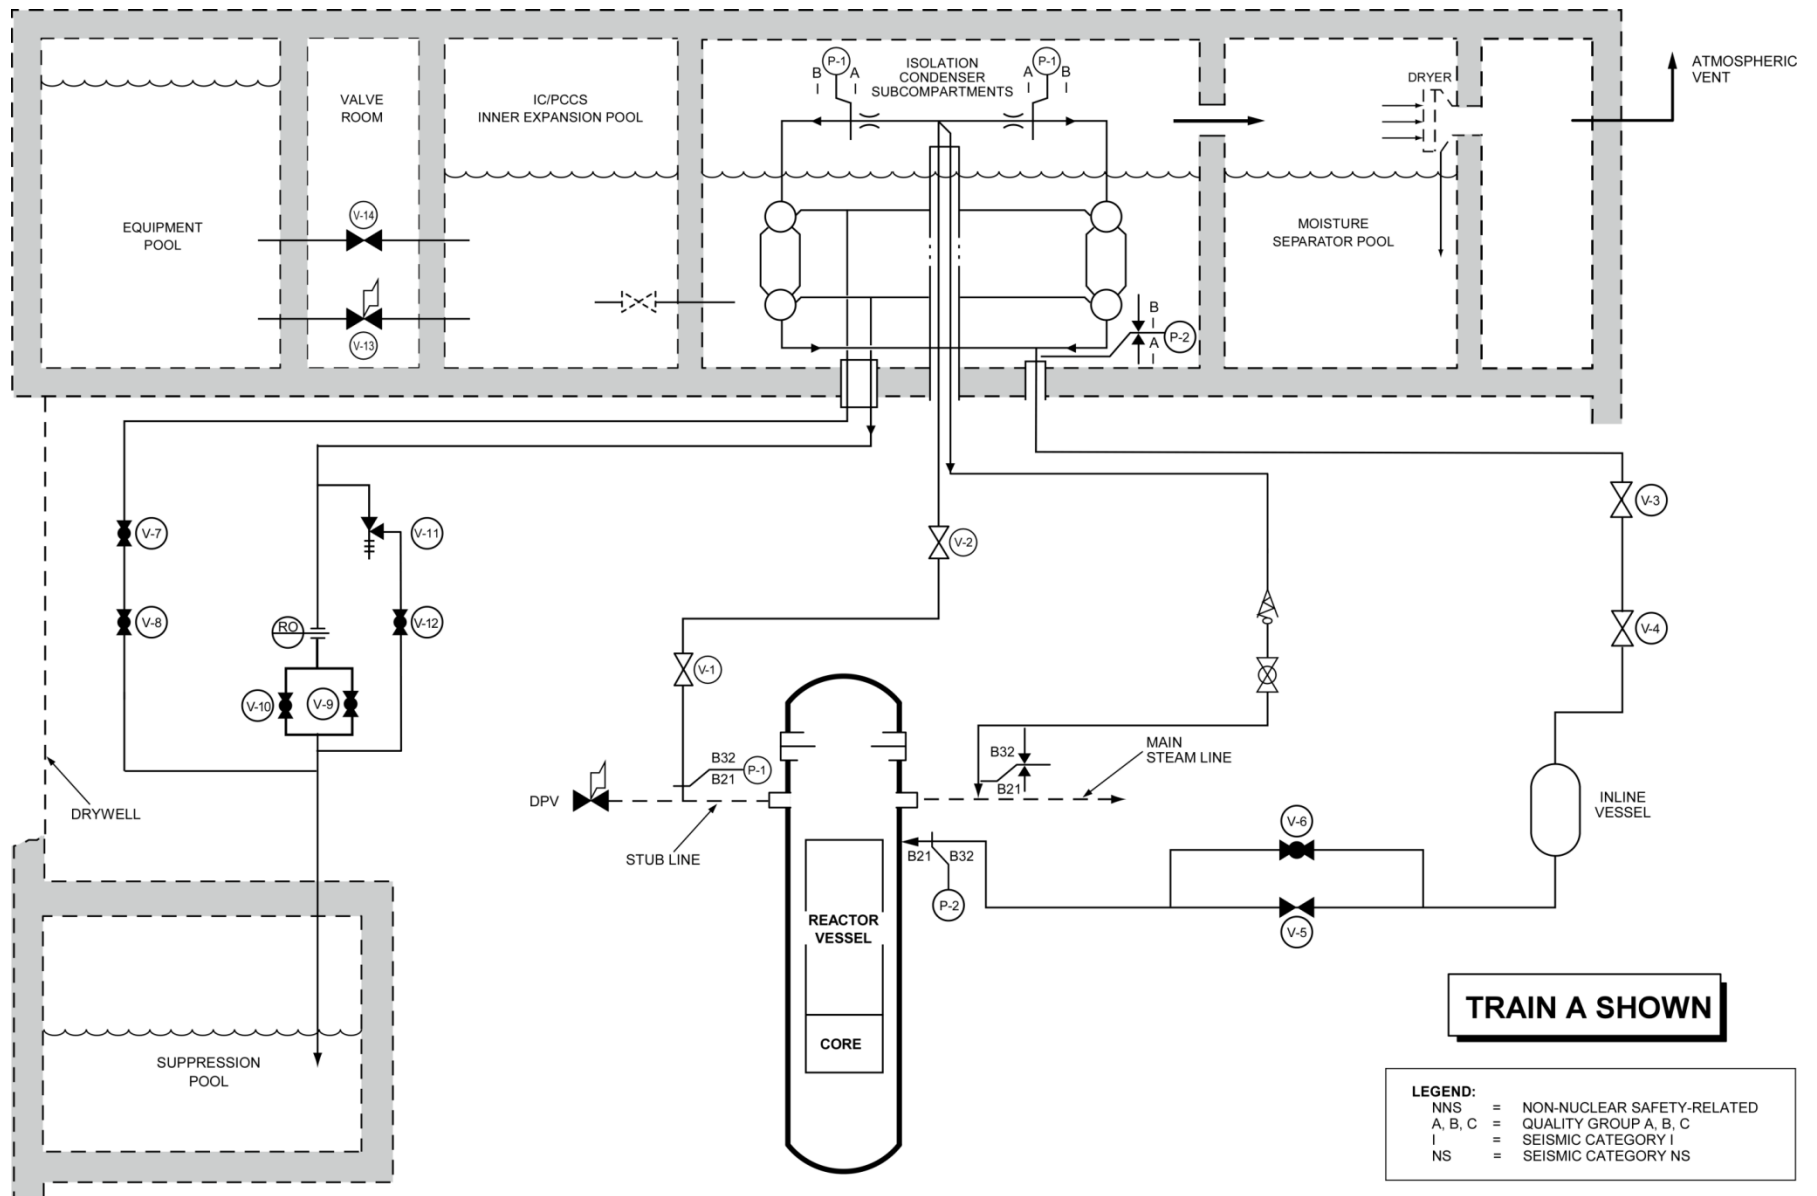 P-1
B
A
I
I
ISOLATION
CONDENSER
SUBCOMPARTMENTS
P-1
A
B
I
I
ATMOSPHERIC
VENT
DRYER
VALVE
ROOM
IC/PCCS
INNER EXPANSION POOL
EQUIPMENT
POOL
V-14
MOISTURE
SEPARATOR POOL
V-13
B
I
A
I
P-2
V-7
V-11
V-2
V-3
V-8
RO
V-12
V-4
V-1
V-10
V-9
B32
B21
P-1
B32
B21
MAIN
STEAM LINE
DPV
DRYWELL
INLINE
VESSEL
STUB LINE
V-6
B21
B32
P-2
V-5
REACTOR
VESSEL
CORE
SUPPRESSION
POOL
TRAIN A SHOWN
LEGEND:
NNS = NON-NUCLEAR SAFETY-RELATED
A, B, C = QUALITY GROUP A, B, C
I = SEISMIC CATEGORY I
NS = SEISMIC CATEGORY NS